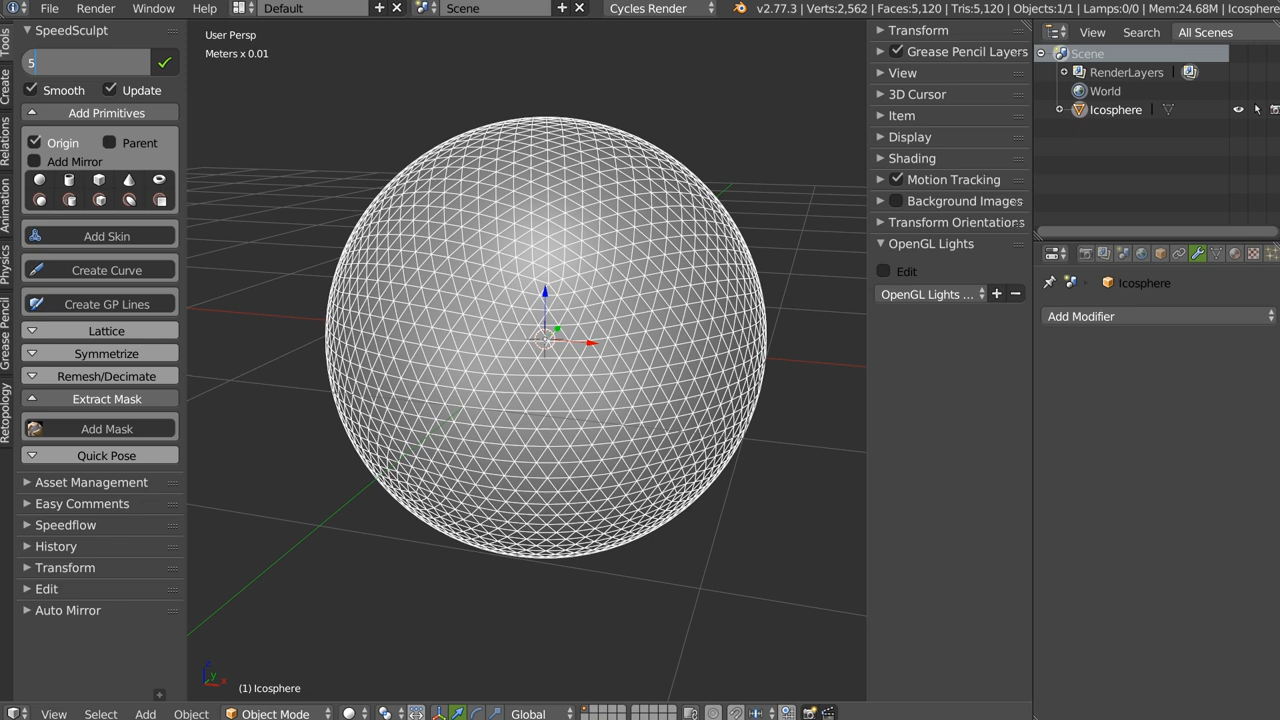 File Render Window Help Default Scene Cycles Render v2.77.3 | Verts:2,562 | Faces:5,120 | Tris:5,120 | Objects:1/1 | Lamps:0/0 | Mem:24.68M | Icosphere
Tools
Create
Relations
Animation
Physics
Grease Pencil
Retopology
SpeedSculpt
5
Smooth Update
Add Primitives
Origin Parent
Add Mirror
Add Skin
Create Curve
Create GP Lines
Lattice
Symmetrize
Remesh/Decimate
Extract Mask
Add Mask
Quick Pose
Asset Management
Easy Comments
Speedflow
History
Transform
Edit
Auto Mirror
User Persp
Meters x 0.01
z
y
x
(1) Icosphere
View Select Add Object Object Mode Global
Transform
Grease Pencil Layers
View
3D Cursor
Item
Display
Shading
Motion Tracking
Background Images
Transform Orientations
OpenGL Lights
Edit
OpenGL Lights ...
View Search All Scenes
Scene
RenderLayers
World
Icosphere
Icosphere
Add Modifier